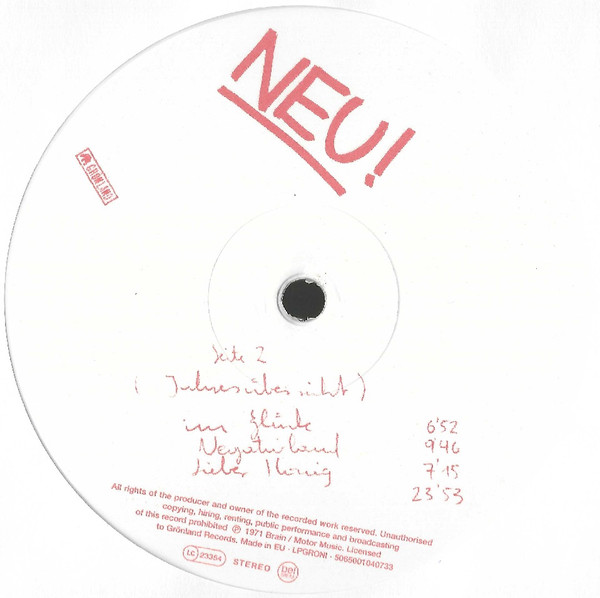 NEU!
GRÖNLAND
Seite 2
( Jahresübersicht )
im Glück 6'52
Negativland 9'46
Lieber Honig 7'15
23'53
All rights of the producer and owner of the recorded work reserved. Unauthorised
copying, hiring, renting, public performance and broadcasting
of this record prohibited ℗ 1971 Brain / Motor Music. Licensed
to Grönland Records. Made in EU · LPGRONI · 5065001040733
LC 23354 STEREO